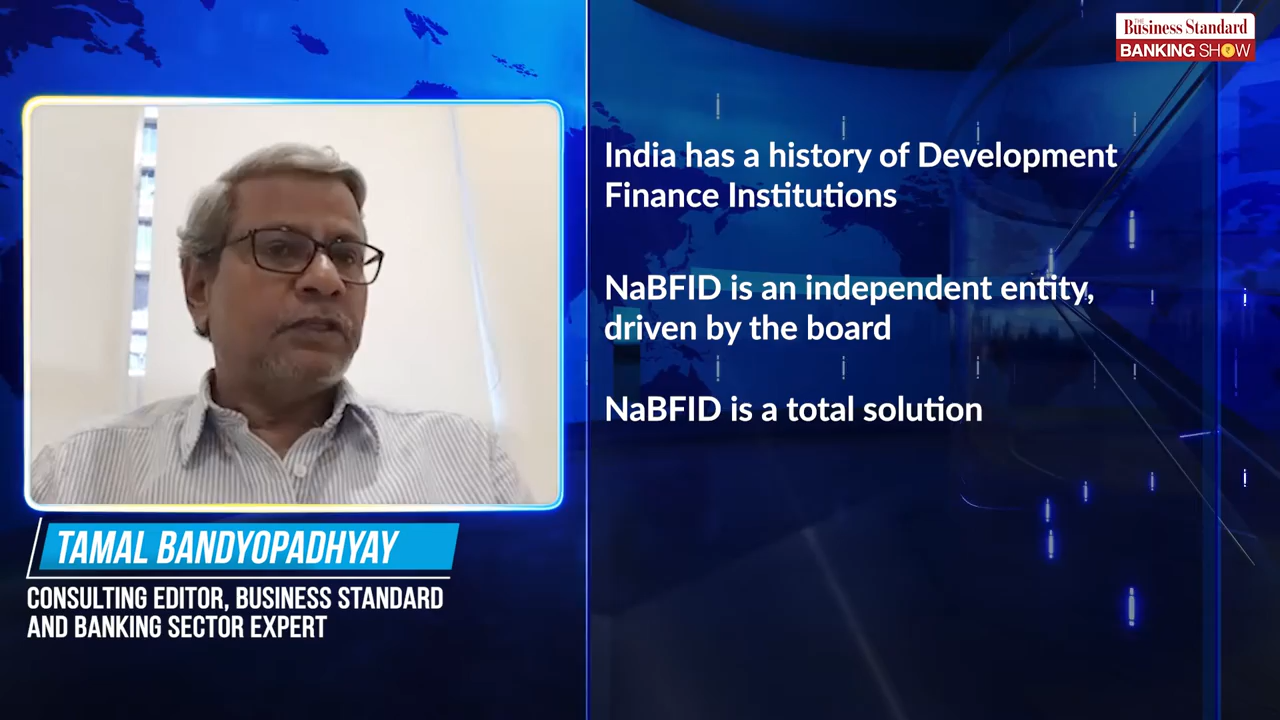 THE
Business Standard
BANKING SHOW
India has a history of Development
Finance Institutions
NaBFID is an independent entity,
driven by the board
NaBFID is a total solution
TAMAL BANDYOPADHYAY
CONSULTING EDITOR, BUSINESS STANDARD
AND BANKING SECTOR EXPERT